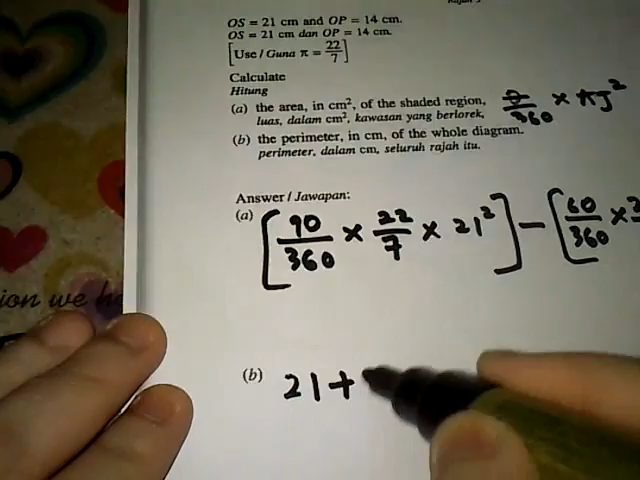 OS = 21 cm and OP = 14 cm.
OS = 21 cm dan OP = 14 cm.
[Use / Guna π = 22/7]
Calculate
Hitung
(a) the area, in cm², of the shaded region, /360 × πj²
luas, dalam cm², kawasan yang berlorek,
(b) the perimeter, in cm, of the whole diagram.
perimeter, dalam cm, seluruh rajah itu.
Answer / Jawapan:
(a) [90/360 × 22/7 × 21²] - [60/360 ×
(b) 21 +
ion we